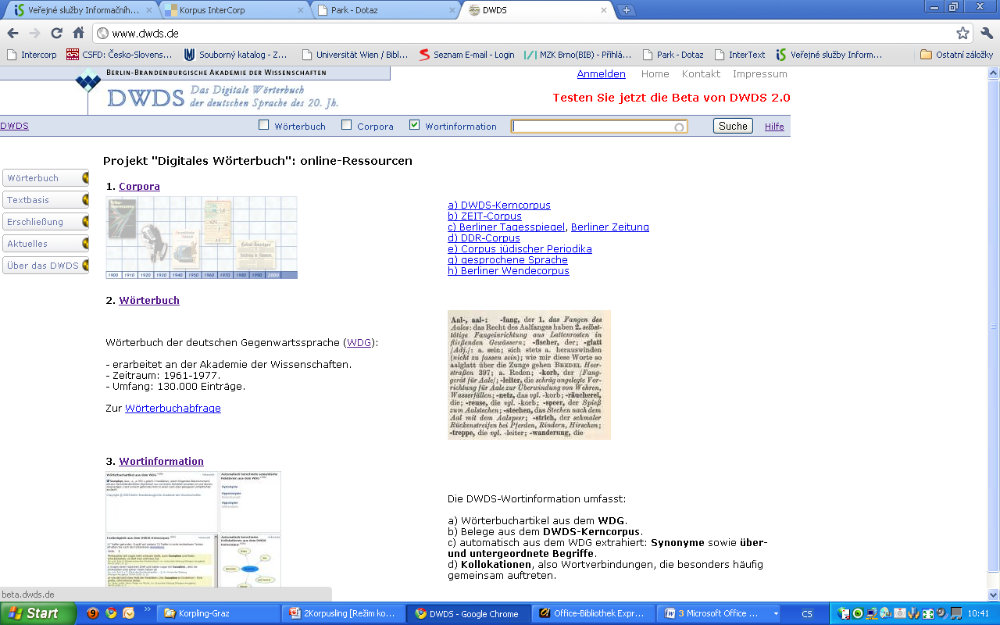 Veřejné služby Informačního...
Korpus InterCorp
Park - Dotaz
DWDS
www.dwds.de
Intercorp
CSFD: Česko-Slovens...
Souborný katalog - Z...
Universität Wien / Bibl...
Seznam E-mail - Login
MZK Brno(BIB) - Přihlá...
Park - Dotaz
InterText
Veřejné služby Inform...
Ostatní záložky
BERLIN-BRANDENBURGISCHE AKADEMIE DER WISSENSCHAFTEN
Anmelden Home Kontakt Impressum
DWDS Das Digitale Wörterbuch
der deutschen Sprache des 20. Jh.
Testen Sie jetzt die Beta von DWDS 2.0
DWDS Wörterbuch Corpora Wortinformation Suche Hilfe
Wörterbuch
Textbasis
Erschließung
Aktuelles
Über das DWDS
Projekt "Digitales Wörterbuch": online-Ressourcen
1. Corpora
1900 1910 1920 1930 1940 1950 1960 1970 1980 1990 2000
a) DWDS-Kerncorpus
b) ZEIT-Corpus
c) Berliner Tagesspiegel, Berliner Zeitung
d) DDR-Corpus
e) Corpus jüdischer Periodika
g) gesprochene Sprache
h) Berliner Wendecorpus
2. Wörterbuch
Wörterbuch der deutschen Gegenwartssprache (WDG):
- erarbeitet an der Akademie der Wissenschaften.
- Zeitraum: 1961-1977.
- Umfang: 130.000 Einträge.
Zur Wörterbuchabfrage
Aal-, aal-: -fang, der 1. das Fangen des
Aales: das Recht des Aalfanges haben 2. selbst-
tätige Fangeinrichtung aus Lattenrosten in
fließenden Gewässern; -fischer, der; -glatt
/Adj./: a. sein; sich stets a. herauswinden
(nicht zu fassen sein); wie mir diese Worte so
aalglatt über die Zunge gehen BREDEL Heer-
straßen 397; a. Reden; -korb, der /Fang-
gerät für Aale/; -leiter, die schräg angelegte Vor-
richtung für Aale zur Überwindung von Wehren,
Wasserfällen; -netz, das vgl. -korb; -räucherei,
die; -reuse, die vgl. -korb; -speer, der Spieß
zum Aalstechen; -stechen, das Stechen nach dem
Aal mit dem Aalspeer; -strich, der schmaler
Rückenstreifen bei Pferden, Rindern, Hirschen;
-treppe, die vgl. -leiter; -wanderung, die
3. Wortinformation
Wörterbuchartikel aus dem WDG
Automatisch berechnete semantische
Relationen aus dem WDG
Synonyme
Hyperonyme
Hyponyme
Textbeispiele aus dem DWDS Kerncorpus
Automatisch berechnete
Kollokationen aus dem DWDS
Kerncorpus
Die DWDS-Wortinformation umfasst:
a) Wörterbuchartikel aus dem WDG.
b) Belege aus dem DWDS-Kerncorpus.
c) automatisch aus dem WDG extrahiert: Synonyme sowie über-
und untergeordnete Begriffe.
d) Kollokationen, also Wortverbindungen, die besonders häufig
gemeinsam auftreten.
beta.dwds.de
Start
Korpling-Graz
2Korpusling [Režim ko...
DWDS - Google Chrome
Office-Bibliothek Expr...
3 Microsoft Office ...
CS
10:41